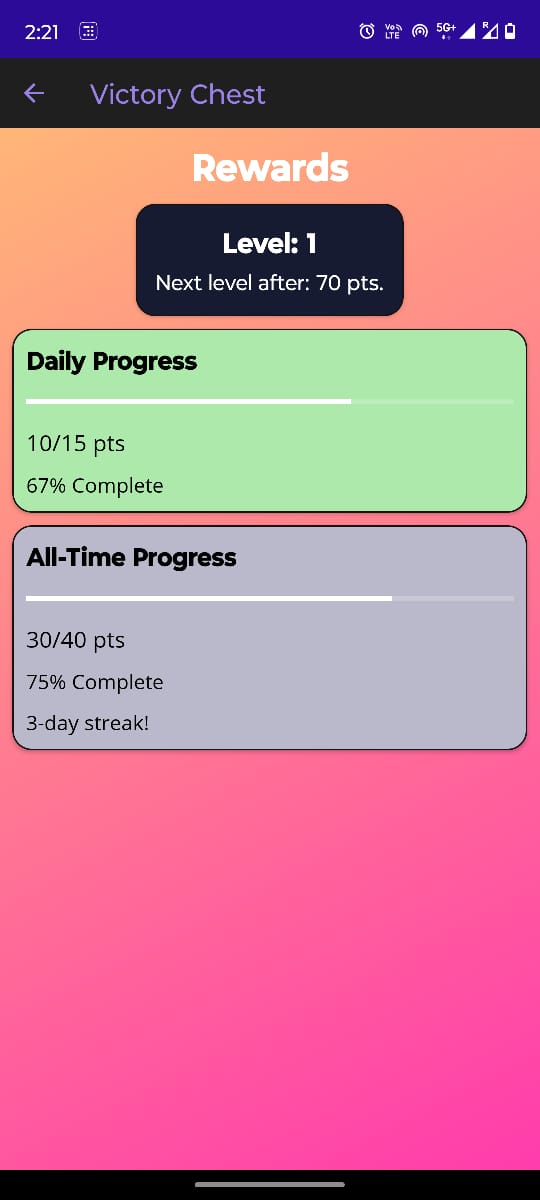 2:21
Vo
LTE
5G+
R
Victory Chest
Rewards
Level: 1
Next level after: 70 pts.
Daily Progress
10/15 pts
67% Complete
All-Time Progress
30/40 pts
75% Complete
3-day streak!